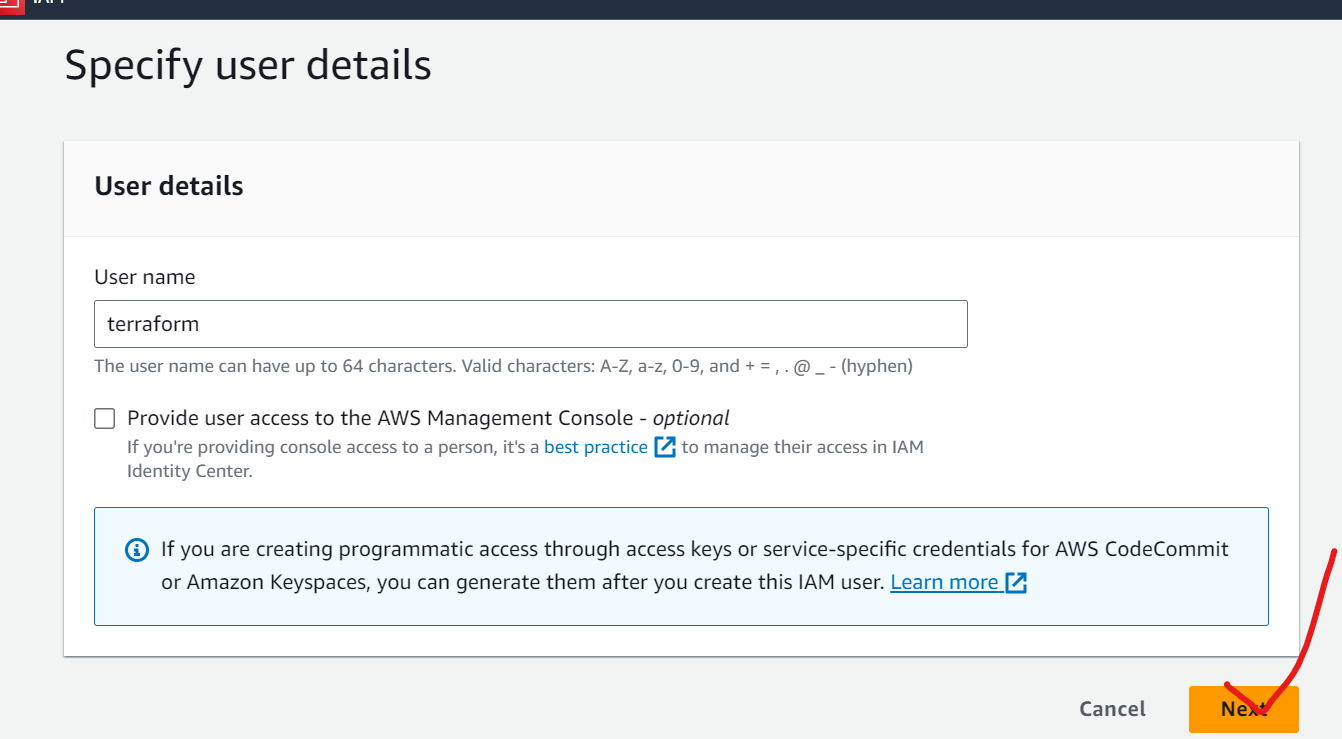 IAM
Specify user details
User details
User name
terraform
The user name can have up to 64 characters. Valid characters: A-Z, a-z, 0-9, and + = , . @ _ - (hyphen)
Provide user access to the AWS Management Console - optional
If you're providing console access to a person, it's a best practice to manage their access in IAM
Identity Center.
If you are creating programmatic access through access keys or service-specific credentials for AWS CodeCommit
or Amazon Keyspaces, you can generate them after you create this IAM user. Learn more
Cancel Next